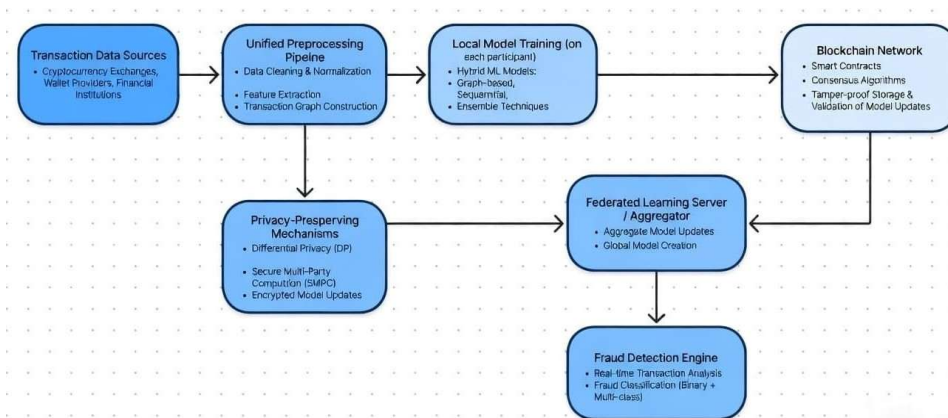 Transaction Data Sources
• Cryptocurrency Exchanges,
Wallet Providers, Financial
Institutions
Unified Preprocessing
Pipelne
• Data Cleaning & Normalization
• Feature Extraction
• Transaction Graph Construction
Local Model Training (on
each participant)
• Hybrid ML Models:
• Graph-based,
Sequential,
• Ensemble Techniques
Blockchain Network
• Smart Contracts
• Consensus Algorithms
• Tamper-proof Storage &
Validation of Model Updates
Privacy-Presperving
Mechanisms
• Differential Privacy (DP)
• Secure Multi-Party
Compution (SMPC)
• Encrypted Model Updates
Federated Learning Server
/ Aggregator
• Aggregate Model Updates
• Global Model Creation
Fraud Detection Engine
• Real-time Transaction Analysis
• Fraud Classification (Binary +
Multi-class)